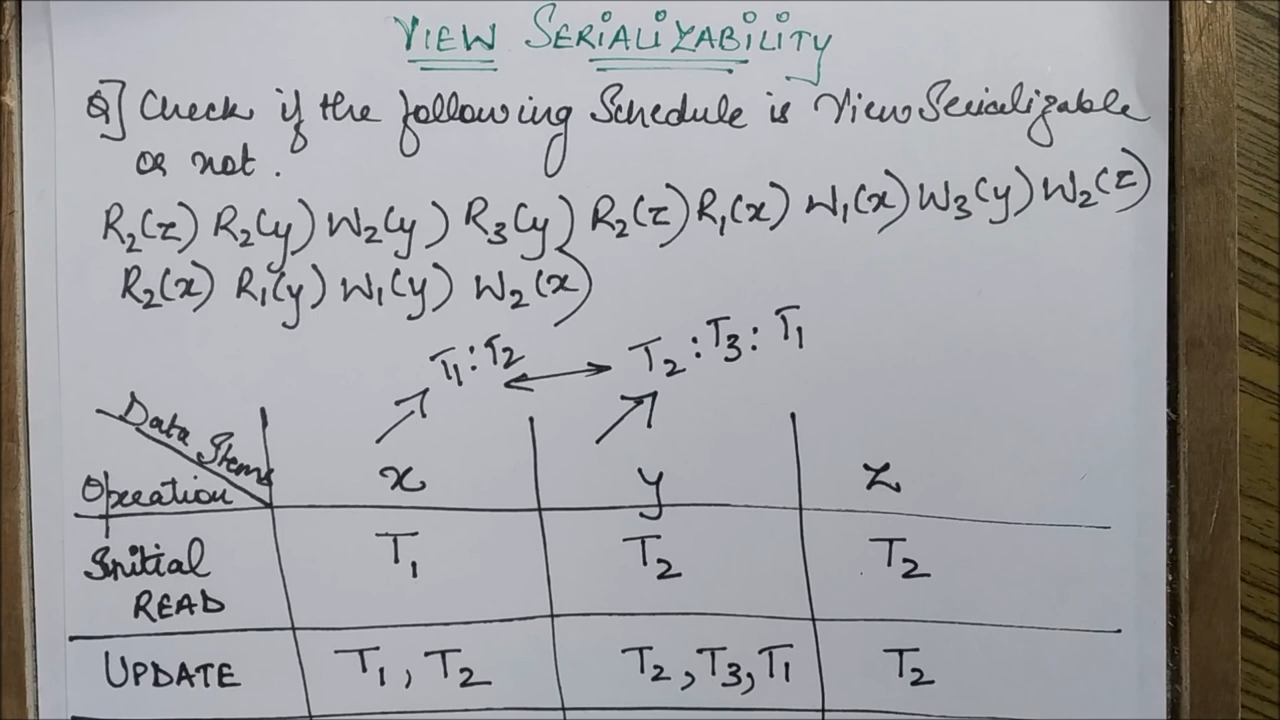 VIEW SERIALIZABILITY
Q] Check if the following Schedule is View Serializable
or not.
R₂(z) R₂(y) W₂(y) R₃(y) R₂(z) R₁(x) W₁(x) W₃(y) W₂(z)
R₂(x) R₁(y) W₁(y) W₂(x)
T₁:T₂ ↔ T₂:T₃:T₁
Data Items
Operation x y z
Initial T₁ T₂ T₂
READ
UPDATE T₁, T₂ T₂, T₃, T₁ T₂